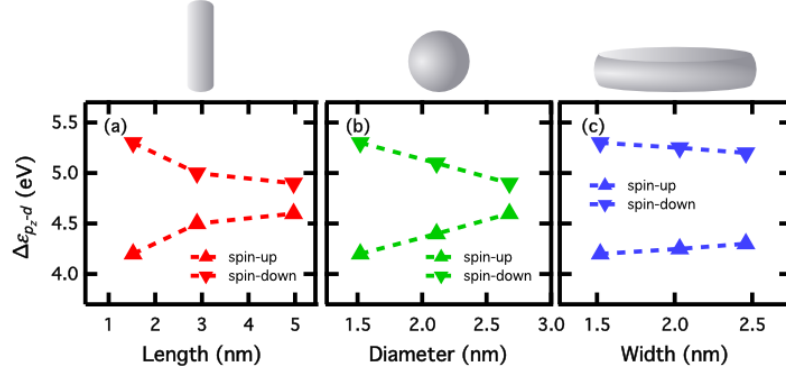 5.5
5.0
4.5
4.0
Δε_{p_z-d} (eV)
(a)
spin-up
spin-down
1 2 3 4 5
Length (nm)
(b)
spin-up
spin-down
1.5 2.0 2.5 3.0
Diameter (nm)
(c)
spin-up
spin-down
1.5 2.0 2.5
Width (nm)